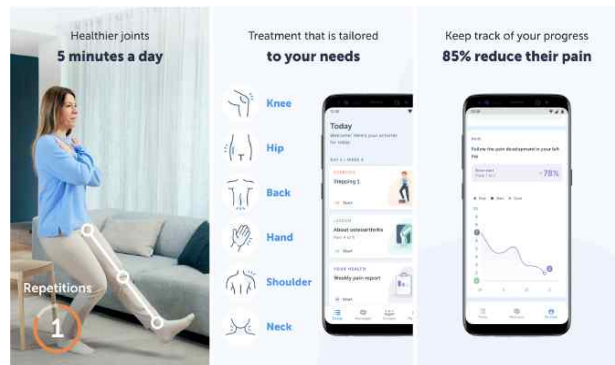 Healthier joints
5 minutes a day
Repetitions
1
Treatment that is tailored
to your needs
Knee
Hip
Back
Hand
Shoulder
Neck
Today
Welcome! Here's your activities
for today.
EXERCISE
Stepping 1
Start
LESSON
About osteoarthritis
Start
YOUR HEALTH
Weekly pain report
Start
Keep track of your progress
85% reduce their pain
Follow the pain development in your left
hip
-78%